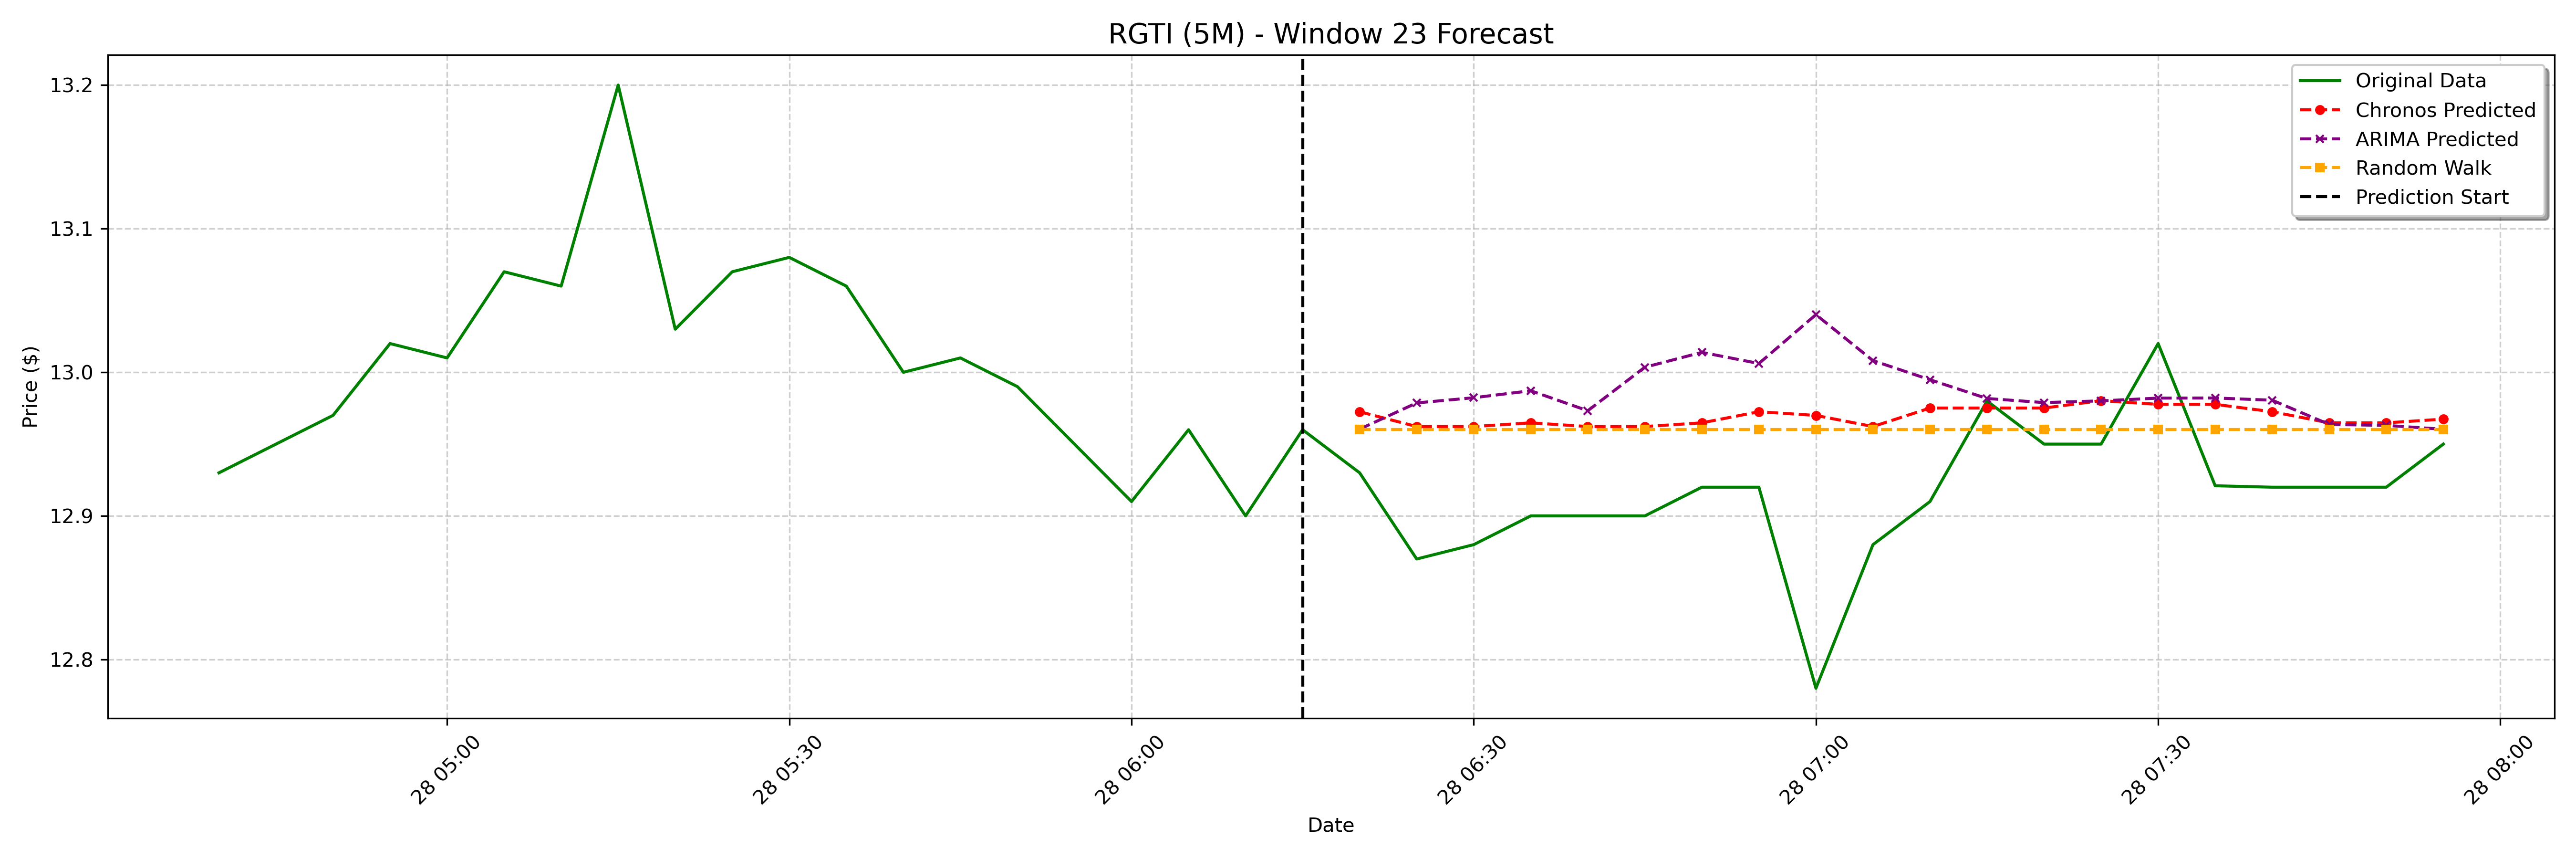 RGTI (5M) - Window 23 Forecast
Original Data
Chronos Predicted
ARIMA Predicted
Random Walk
Prediction Start
Price ($)
13.2
13.1
13.0
12.9
12.8
28 05:00
28 05:30
28 06:00
28 06:30
28 07:00
28 07:30
28 08:00
Date